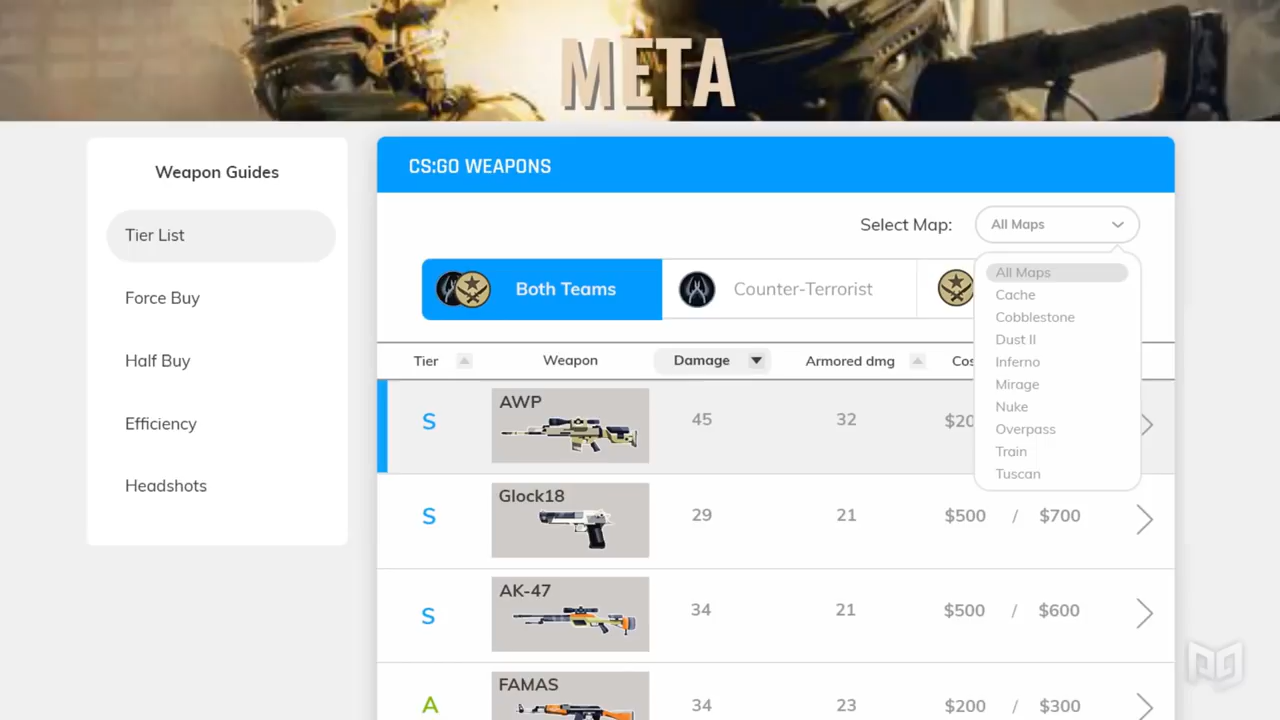 META
Weapon Guides
Tier List
Force Buy
Half Buy
Efficiency
Headshots
CS:GO WEAPONS
Select Map: All Maps
All Maps
Cache
Cobblestone
Dust II
Inferno
Mirage
Nuke
Overpass
Train
Tuscan
Both Teams Counter-Terrorist
Tier Weapon Damage Armored dmg Cos
S AWP 45 32 $20
S Glock18 29 21 $500 / $700
S AK-47 34 21 $500 / $600
A FAMAS 34 23 $200 / $300